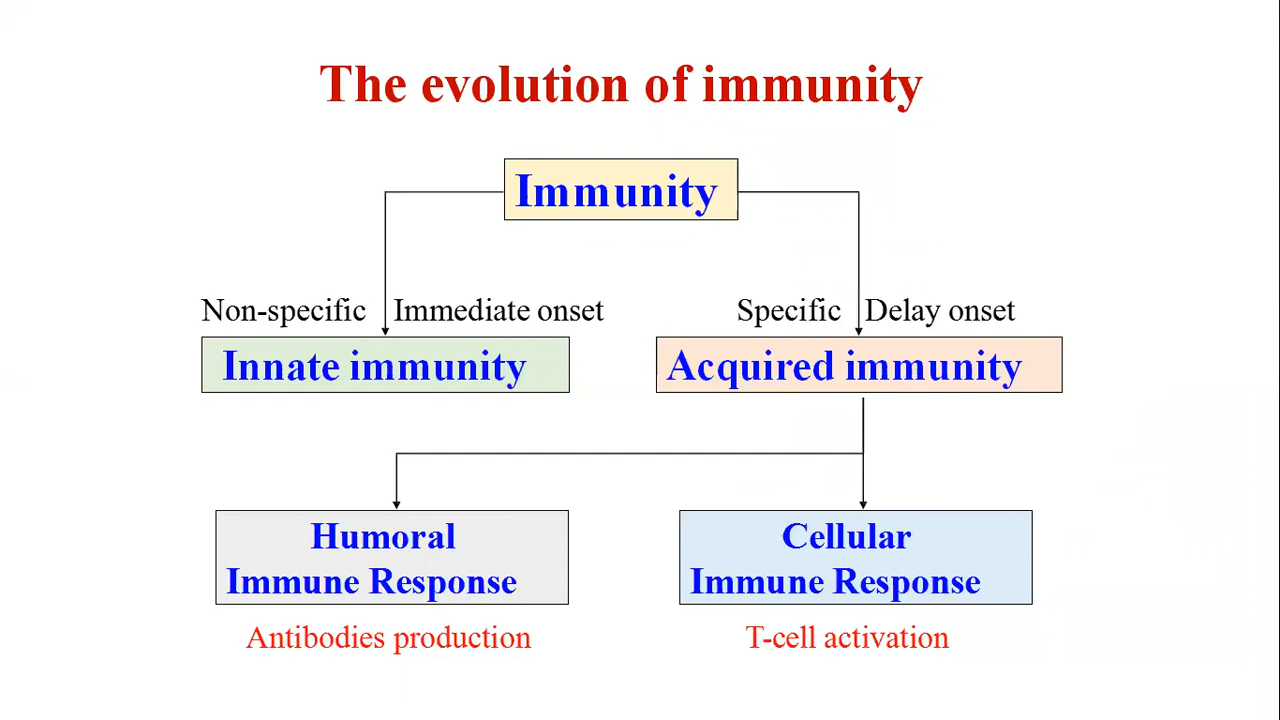 The evolution of immunity
Immunity
Non-specific Immediate onset
Specific Delay onset
Innate immunity
Acquired immunity
Humoral
Immune Response
Cellular
Immune Response
Antibodies production
T-cell activation